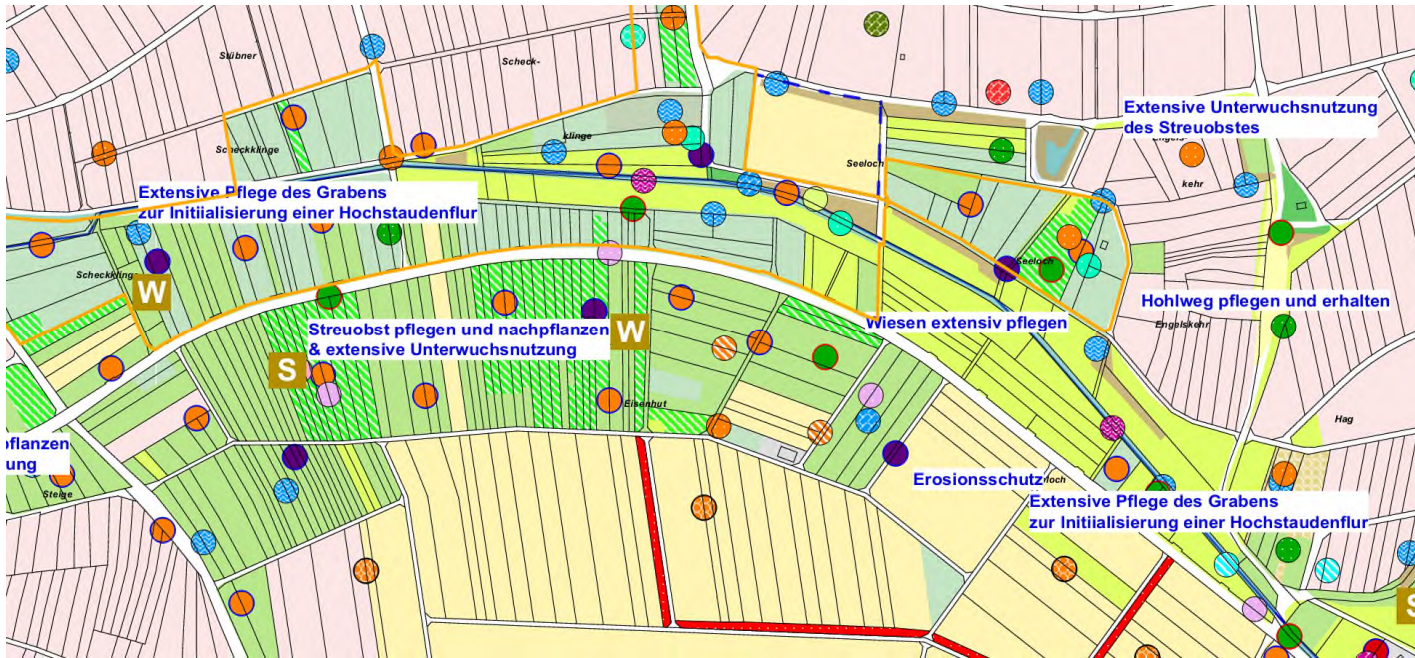 Stübner
Scheck-
Extensive Unterwuchsnutzung
des Streuobstes
klinge
Scheckklinge
Seeloch
kehr
Extensive Pflege des Grabens
zur Initiialisierung einer Hochstaudenflur
Seeloch
W
Hohlweg pflegen und erhalten
Wiesen extensiv pflegen
Engelskehr
Streuobst pflegen und nachpflanzen
& extensive Unterwuchsnutzung
W
S
Eisenhut
Hag
pflanzen
ung
Steige
Erosionsschutz
Extensive Pflege des Grabens
zur Initiialisierung einer Hochstaudenflur
S